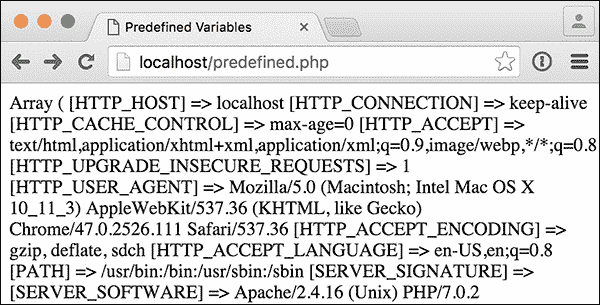 Predefined Variables
localhost/predefined.php
Array ( [HTTP_HOST] => localhost [HTTP_CONNECTION] => keep-alive
[HTTP_CACHE_CONTROL] => max-age=0 [HTTP_ACCEPT] =>
text/html,application/xhtml+xml,application/xml;q=0.9,image/webp,*/*;q=0.8
[HTTP_UPGRADE_INSECURE_REQUESTS] => 1
[HTTP_USER_AGENT] => Mozilla/5.0 (Macintosh; Intel Mac OS X
10_11_3) AppleWebKit/537.36 (KHTML, like Gecko)
Chrome/47.0.2526.111 Safari/537.36 [HTTP_ACCEPT_ENCODING] =>
gzip, deflate, sdch [HTTP_ACCEPT_LANGUAGE] => en-US,en;q=0.8
[PATH] => /usr/bin:/bin:/usr/sbin:/sbin [SERVER_SIGNATURE] =>
[SERVER_SOFTWARE] => Apache/2.4.16 (Unix) PHP/7.0.2